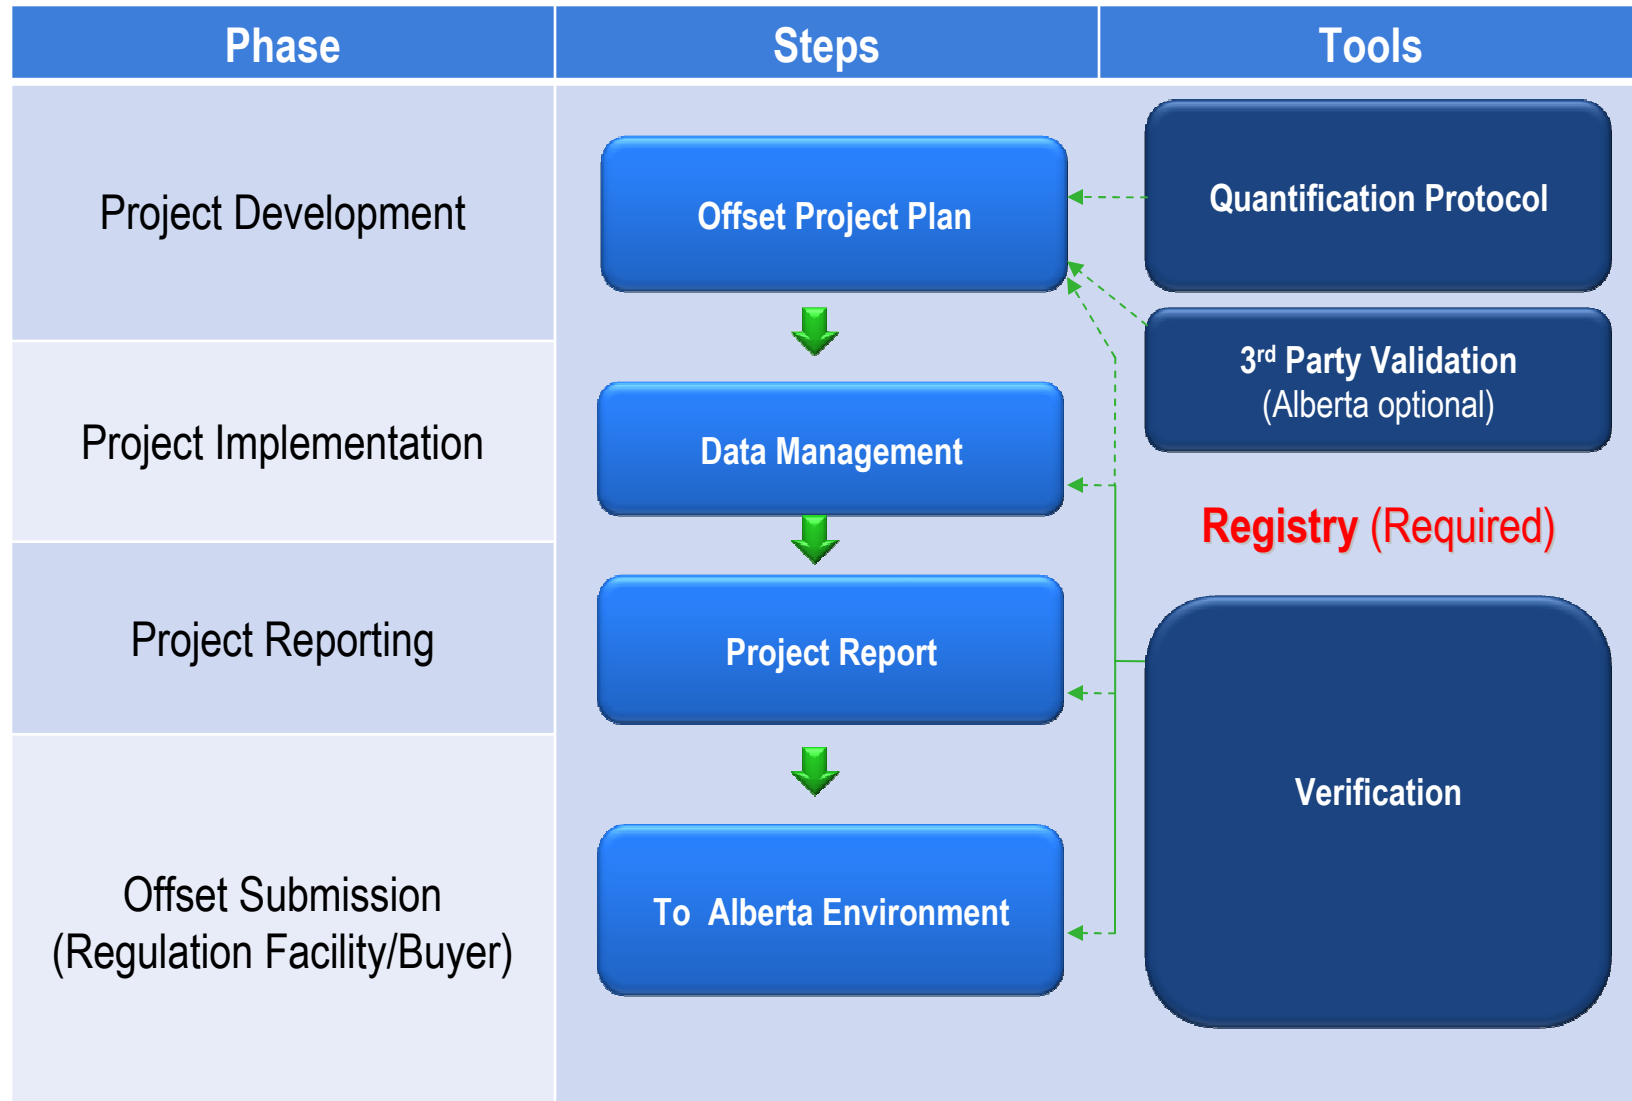 Phase
Steps
Tools
Project Development
Offset Project Plan
Quantification Protocol
3rd Party Validation
(Alberta optional)
Project Implementation
Data Management
Registry (Required)
Project Reporting
Project Report
Verification
Offset Submission
(Regulation Facility/Buyer)
To Alberta Environment